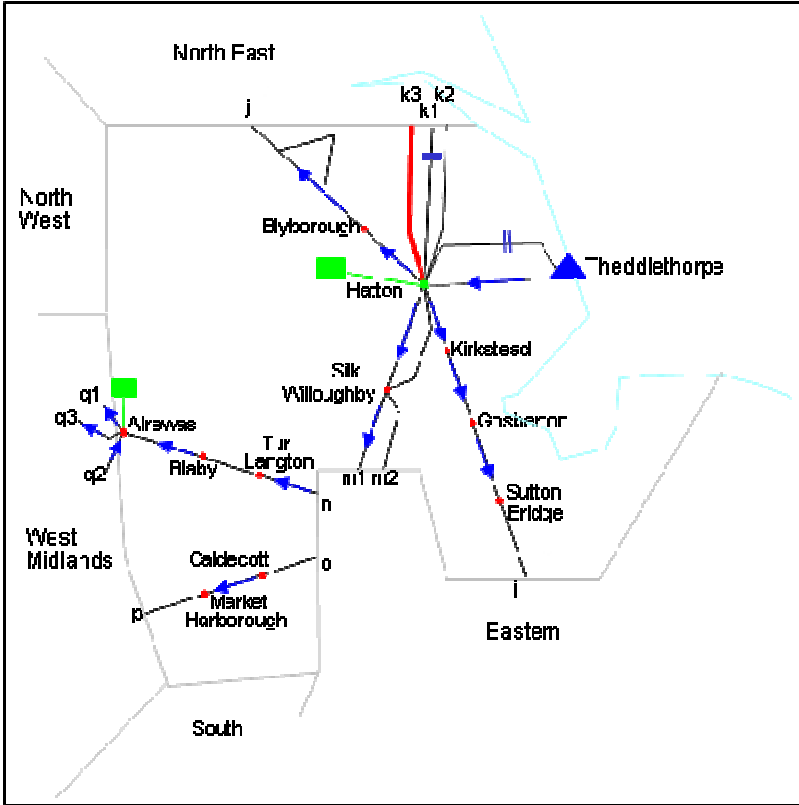 North East
k3 k2
k1
j
North
West
Blyborough
Theddlethorpe
Hatton
Kirkstead
Silk
Willoughby
q1
q3
Alrewas
Gosberton
Tur
Langton
Blaby
q2
m1 m2
n
Sutton
Bridge
West
Midlands
Caldecott
o
Market
Harborough
p
i
Eastern
South